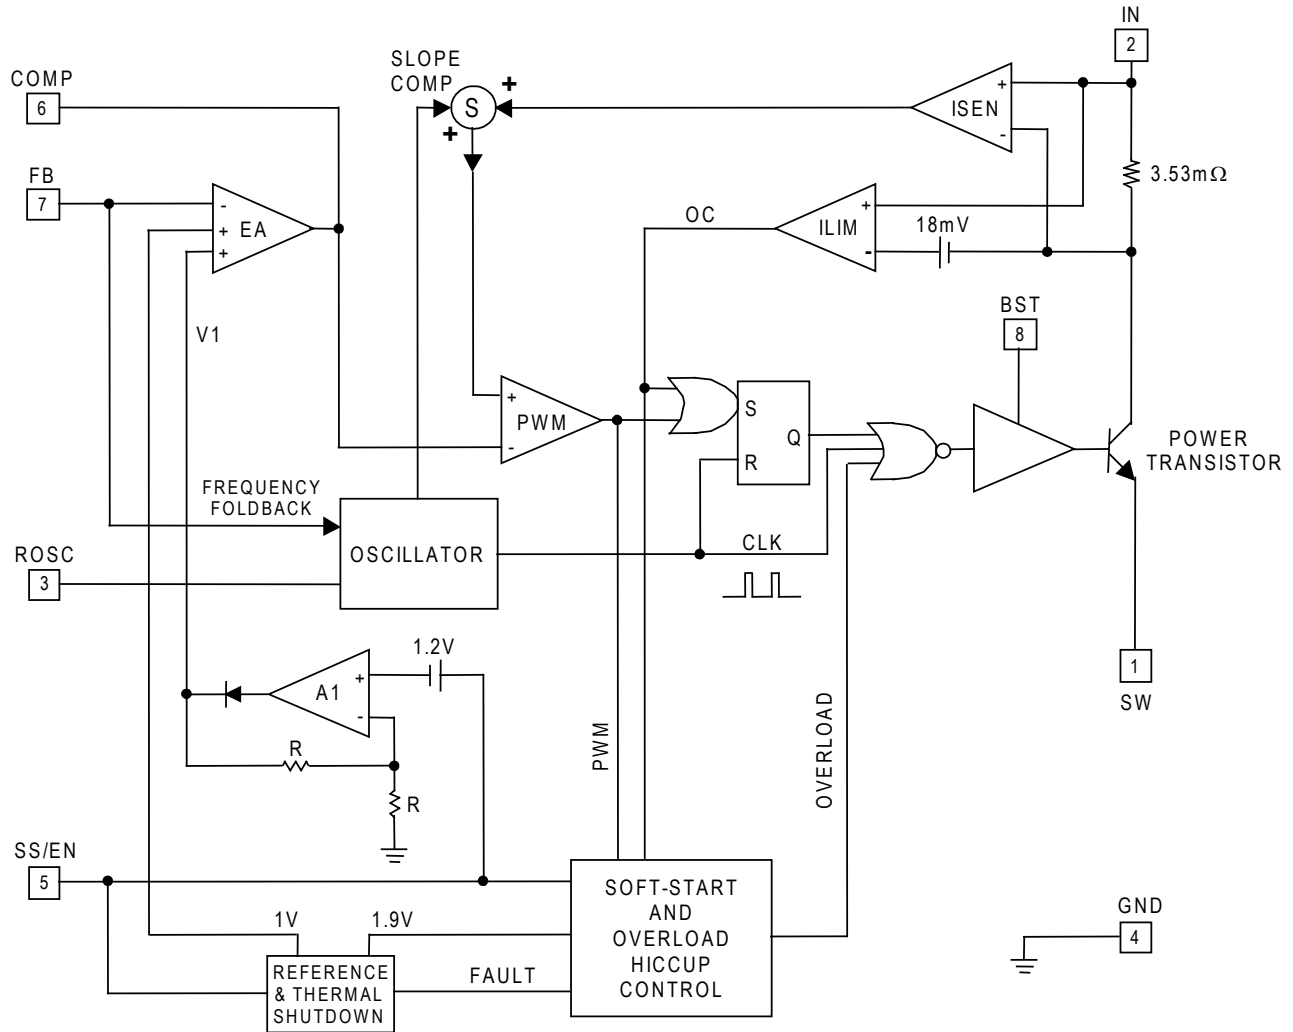 IN
2
SLOPE
COMP
COMP
6
+
S
+
ISEN
+
-
3.53mΩ
FB
7
-
+
+
EA
OC
ILIM
+
-
18mV
V1
BST
8
+
-
PWM
S
Q
R
POWER
TRANSISTOR
FREQUENCY
FOLDBACK
OSCILLATOR
CLK
ROSC
3
1.2V
A1
+
-
1
SW
R
R
PWM
OVERLOAD
SS/EN
5
SOFT-START
AND
OVERLOAD
HICCUP
CONTROL
1V
1.9V
REFERENCE
& THERMAL
SHUTDOWN
FAULT
GND
4